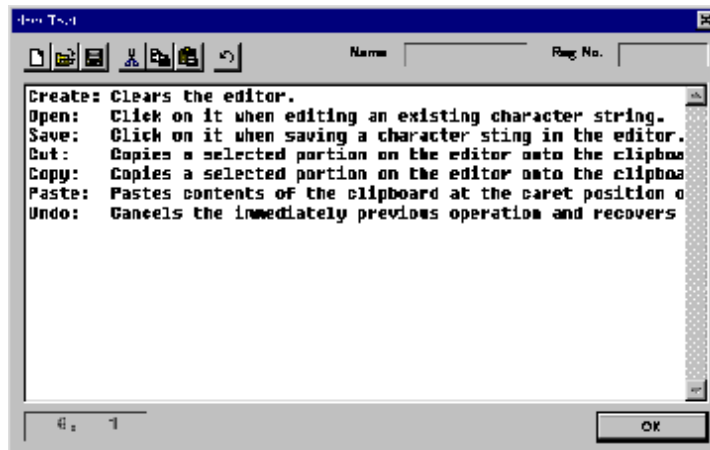 Name Reg No.
Create: Clears the editor.
Open: Click on it when editing an existing character string.
Save: Click on it when saving a character sting in the editor.
Cut: Copies a selected portion on the editor onto the
Copy: Copies a selected portion on the editor onto the
Paste: Pastes contents of the clipboard at the caret position
Undo: Cancels the immediately previous operation and recovers
OK